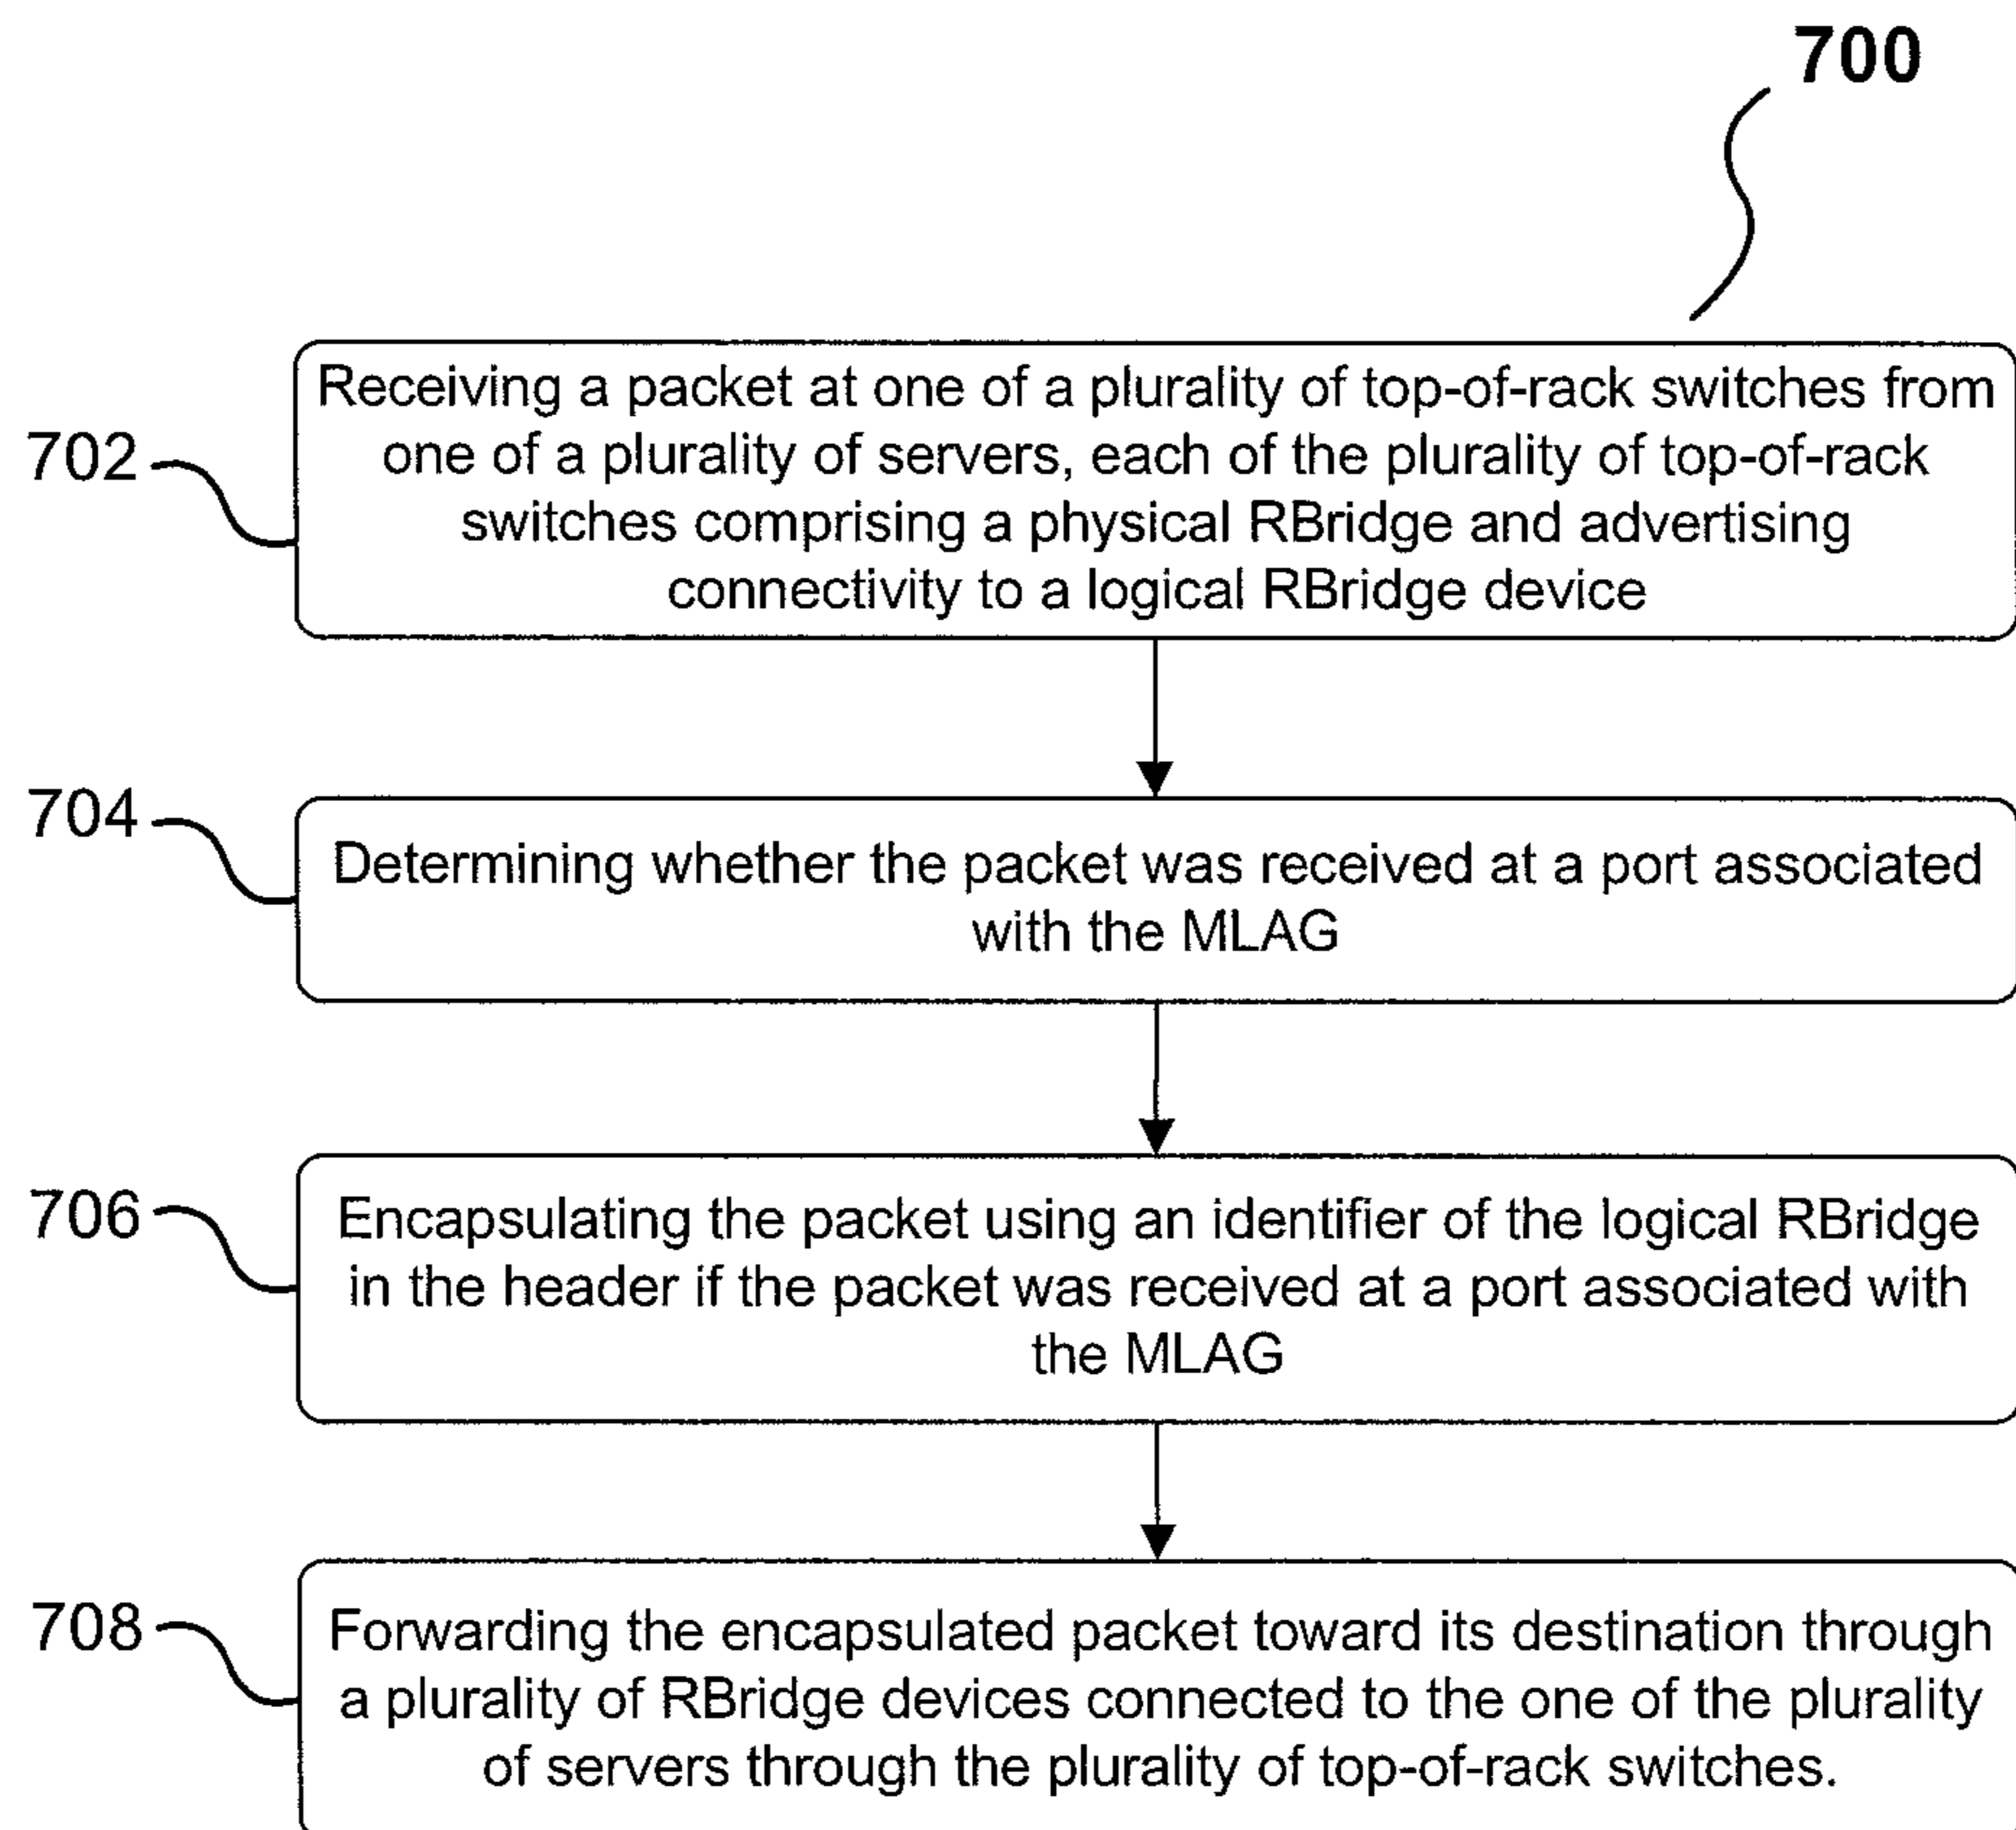 700
702
Receiving a packet at one of a plurality of top-of-rack switches from
one of a plurality of servers, each of the plurality of top-of-rack
switches comprising a physical RBridge and advertising
connectivity to a logical RBridge device
704
Determining whether the packet was received at a port associated
with the MLAG
706
Encapsulating the packet using an identifier of the logical RBridge
in the header if the packet was received at a port associated with
the MLAG
708
Forwarding the encapsulated packet toward its destination through
a plurality of RBridge devices connected to the one of the plurality
of servers through the plurality of top-of-rack switches.